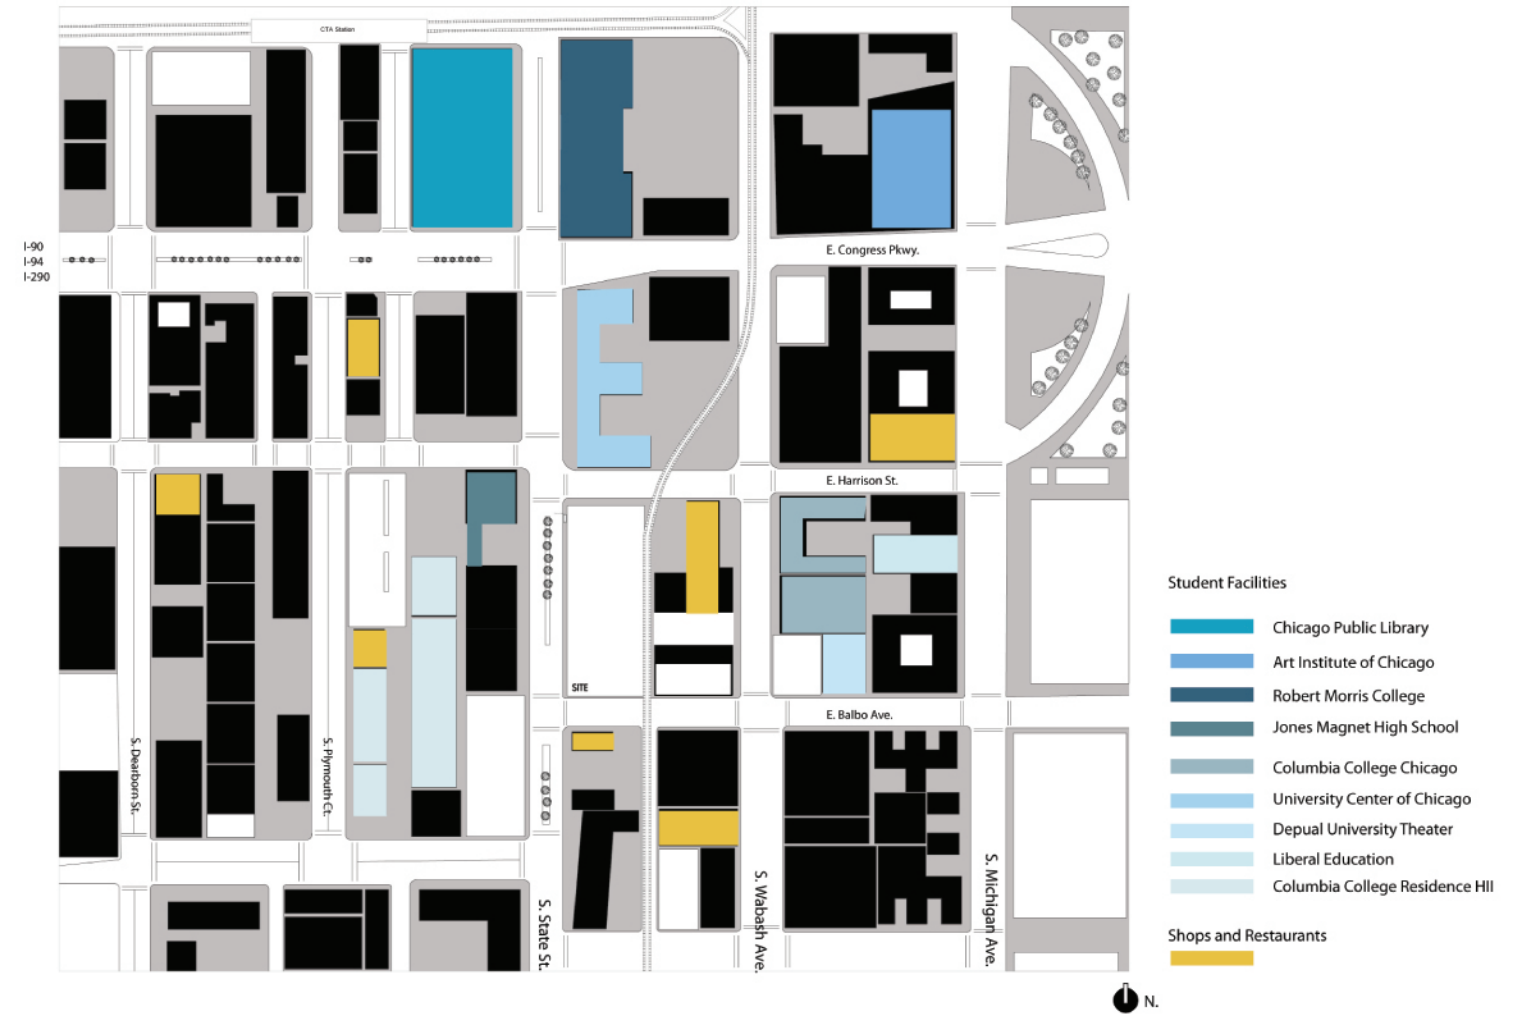 CTA Station
I-90
I-94
I-290
E. Congress Pkwy.
E. Harrison St.
SITE
E. Balbo Ave.
S. Dearborn St.
S. Plymouth Ct.
S. State St.
S. Wabash Ave.
S. Michigan Ave.
Student Facilities
Chicago Public Library
Art Institute of Chicago
Robert Morris College
Jones Magnet High School
Columbia College Chicago
University Center of Chicago
Depual University Theater
Liberal Education
Columbia College Residence Hll
Shops and Restaurants
N.